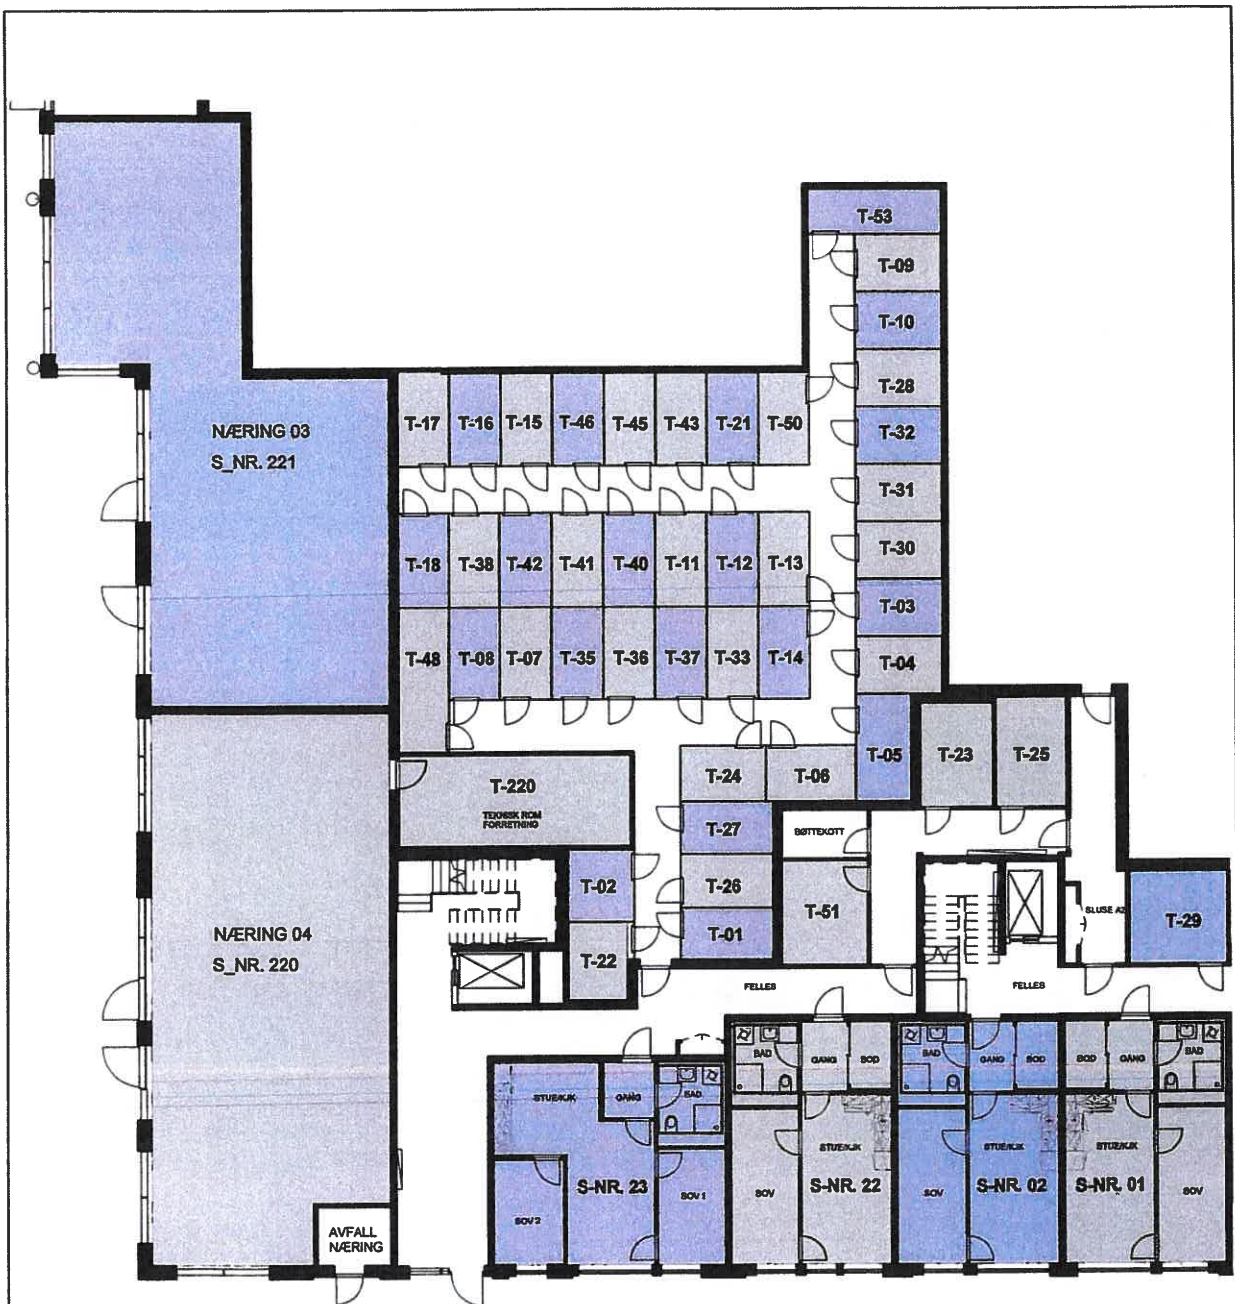 T-53
T-09
T-10
T-28
T-32
T-31
T-30
T-03
T-04
T-05
T-17
T-16
T-15
T-46
T-45
T-43
T-21
T-50
NÆRING 03
S_NR. 221
T-18
T-38
T-42
T-41
T-40
T-11
T-12
T-13
T-48
T-08
T-07
T-35
T-36
T-37
T-33
T-14
T-23
T-25
T-24
T-06
T-220
TEKNISK ROM
FORRETNING
T-27
BØTTEKOTT
T-02
T-26
T-51
T-01
T-22
SLUSE A2
T-29
NÆRING 04
S_NR. 220
FELLES
FELLES
BAD
GANG
BOD
BAD
GANG
BOD
BOD
GANG
BAD
STUE/KJK
GANG
BAD
STUE/KJK
STUE/KJK
STUE/KJK
S-NR. 23
SOV 1
SOV 2
SOV
S-NR. 22
SOV
S-NR. 02
S-NR. 01
SOV
AVFALL
NÆRING